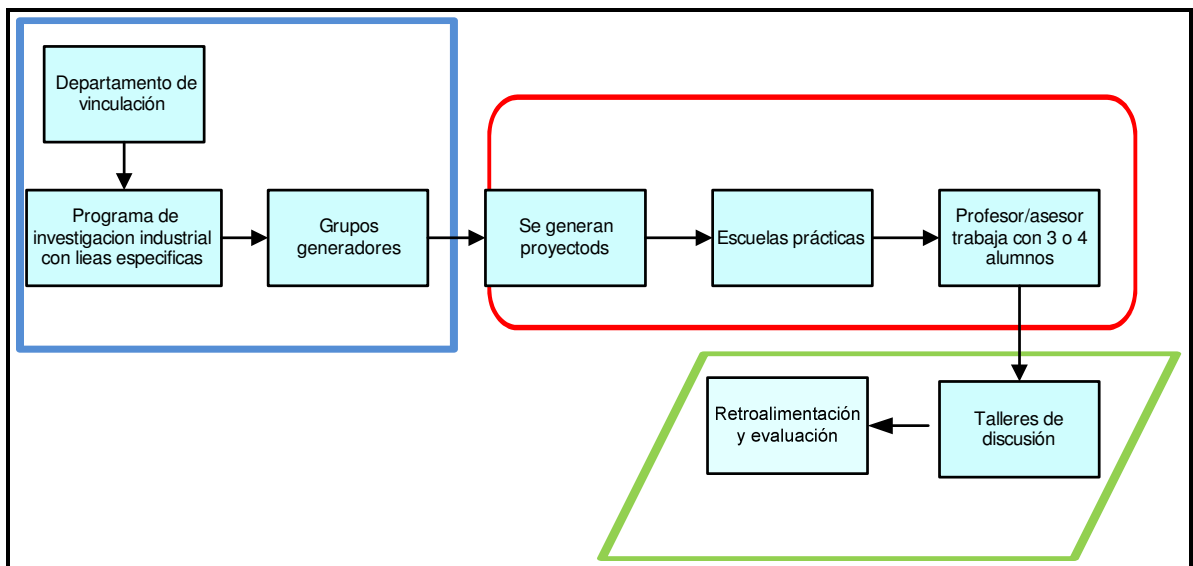 Departamento de
vinculación
Programa de
investigacion industrial
con lieas especificas
Grupos
generadores
Se generan
proyectods
Escuelas prácticas
Profesor/asesor
trabaja con 3 o 4
alumnos
Talleres de
discusión
Retroalimentación
y evaluación